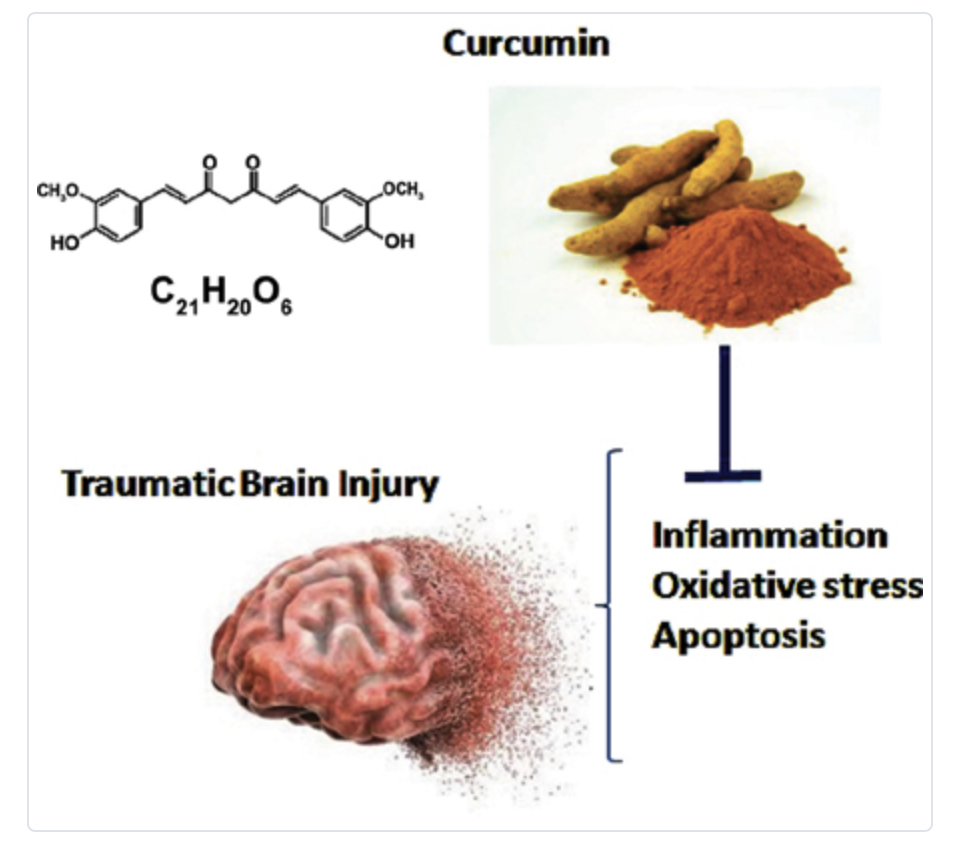 Curcumin
O O
CH₃O OCH₃
HO OH
C₂₁H₂₀O₆
Traumatic Brain Injury
Inflammation
Oxidative stress
Apoptosis